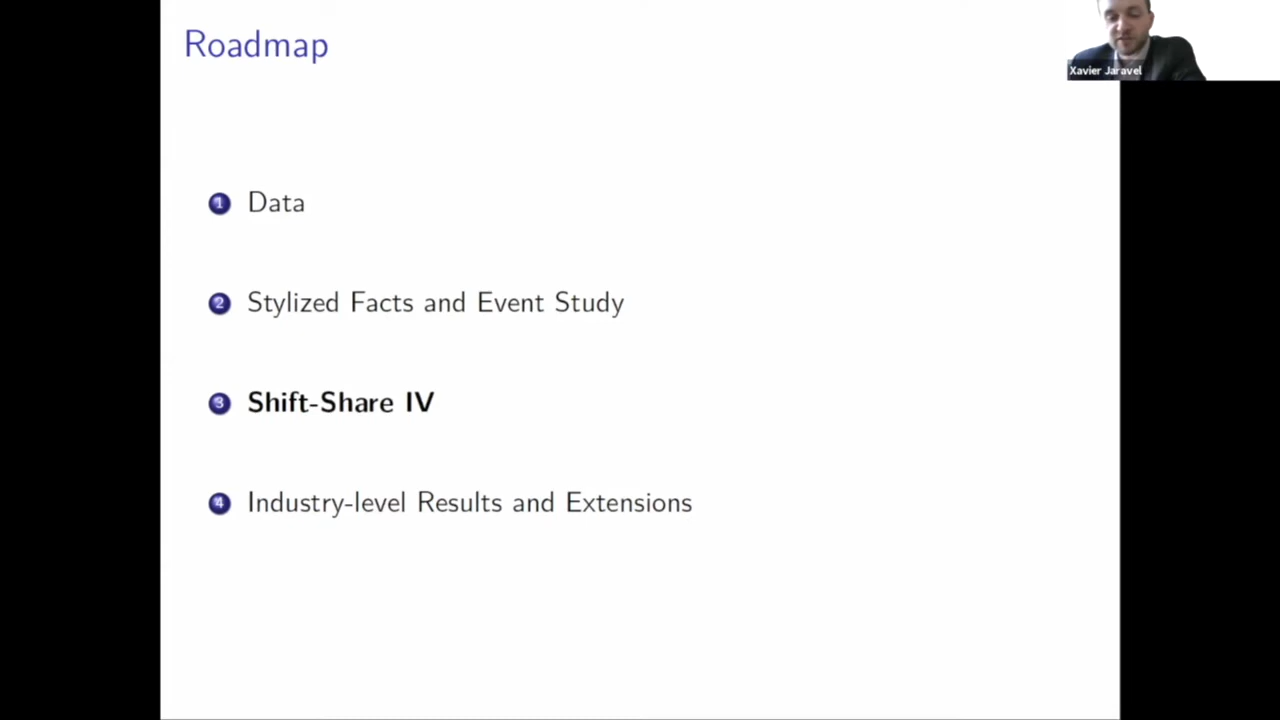 Roadmap
Xavier Jaravel
1 Data
2 Stylized Facts and Event Study
3 Shift-Share IV
4 Industry-level Results and Extensions